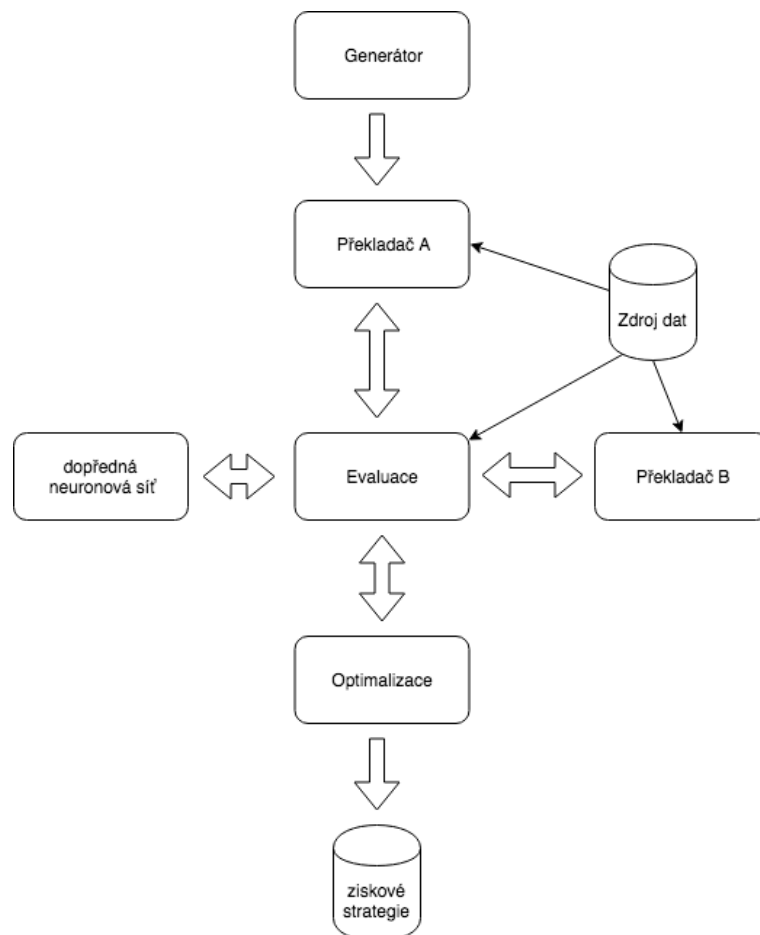 Generátor
Překladač A
Zdroj dat
dopředná
neuronová síť
Evaluace
Překladač B
Optimalizace
ziskové
strategie